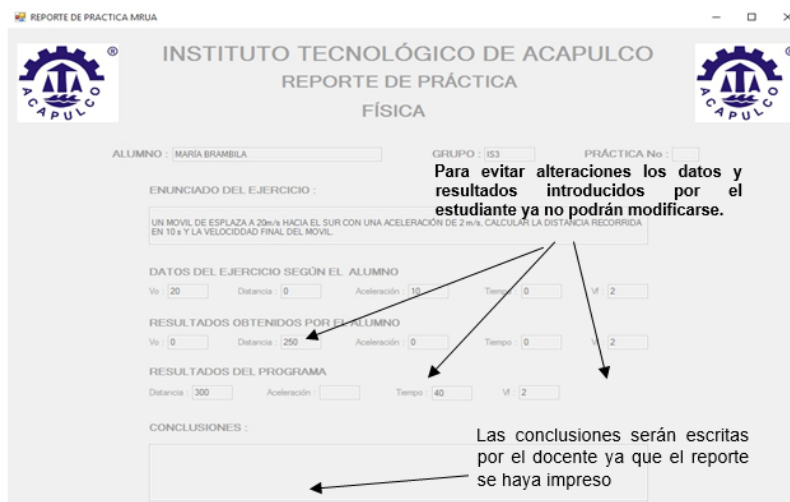 REPORTE DE PRACTICA MRUA
INSTITUTO TECNOLÓGICO DE ACAPULCO
REPORTE DE PRÁCTICA
FÍSICA
ACAPULCO ®
ACAPULCO ®
ALUMNO : MARÍA BRAMBILA GRUPO : IS3 PRÁCTICA No :
Para evitar alteraciones los datos y
resultados introducidos por el
estudiante ya no podrán modificarse.
ENUNCIADO DEL EJERCICIO :
UN MOVIL DE ESPLAZA A 20m/s HACIA EL SUR CON UNA ACELERACIÓN DE 2 m/s, CALCULAR LA DISTANCIA RECORRIDA
EN 10 s Y LA VELOCIDDAD FINAL DEL MOVIL.
DATOS DEL EJERCICIO SEGÚN EL ALUMNO
Vo : 20 Distancia : 0 Aceleración : 10 Tiempo : 0 Vf : 2
RESULTADOS OBTENIDOS POR EL ALUMNO
Vo : 0 Distancia : 250 Aceleración : 0 Tiempo : 0 Vf : 2
RESULTADOS DEL PROGRAMA
Distancia : 300 Aceleración : Tiempo : 40 Vf : 2
CONCLUSIONES :
Las conclusiones serán escritas
por el docente ya que el reporte
se haya impreso